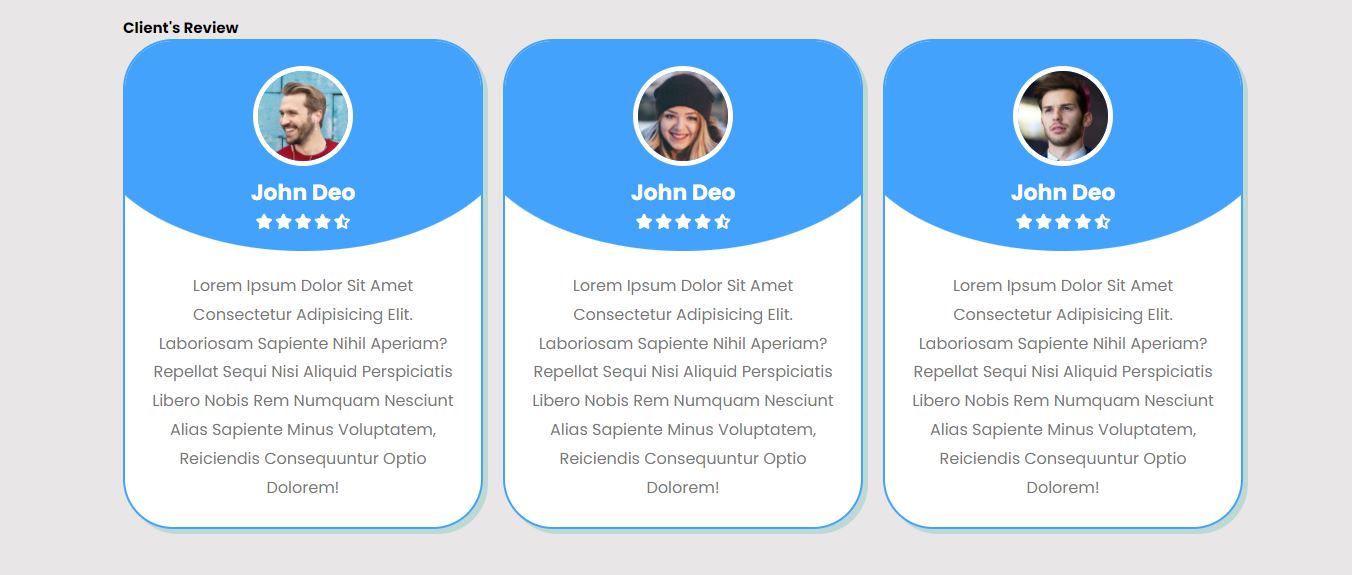 Client's Review
John Deo
Lorem Ipsum Dolor Sit Amet
Consectetur Adipisicing Elit.
Laboriosam Sapiente Nihil Aperiam?
Repellat Sequi Nisi Aliquid Perspiciatis
Libero Nobis Rem Numquam Nesciunt
Alias Sapiente Minus Voluptatem,
Reiciendis Consequuntur Optio
Dolorem!
John Deo
Lorem Ipsum Dolor Sit Amet
Consectetur Adipisicing Elit.
Laboriosam Sapiente Nihil Aperiam?
Repellat Sequi Nisi Aliquid Perspiciatis
Libero Nobis Rem Numquam Nesciunt
Alias Sapiente Minus Voluptatem,
Reiciendis Consequuntur Optio
Dolorem!
John Deo
Lorem Ipsum Dolor Sit Amet
Consectetur Adipisicing Elit.
Laboriosam Sapiente Nihil Aperiam?
Repellat Sequi Nisi Aliquid Perspiciatis
Libero Nobis Rem Numquam Nesciunt
Alias Sapiente Minus Voluptatem,
Reiciendis Consequuntur Optio
Dolorem!